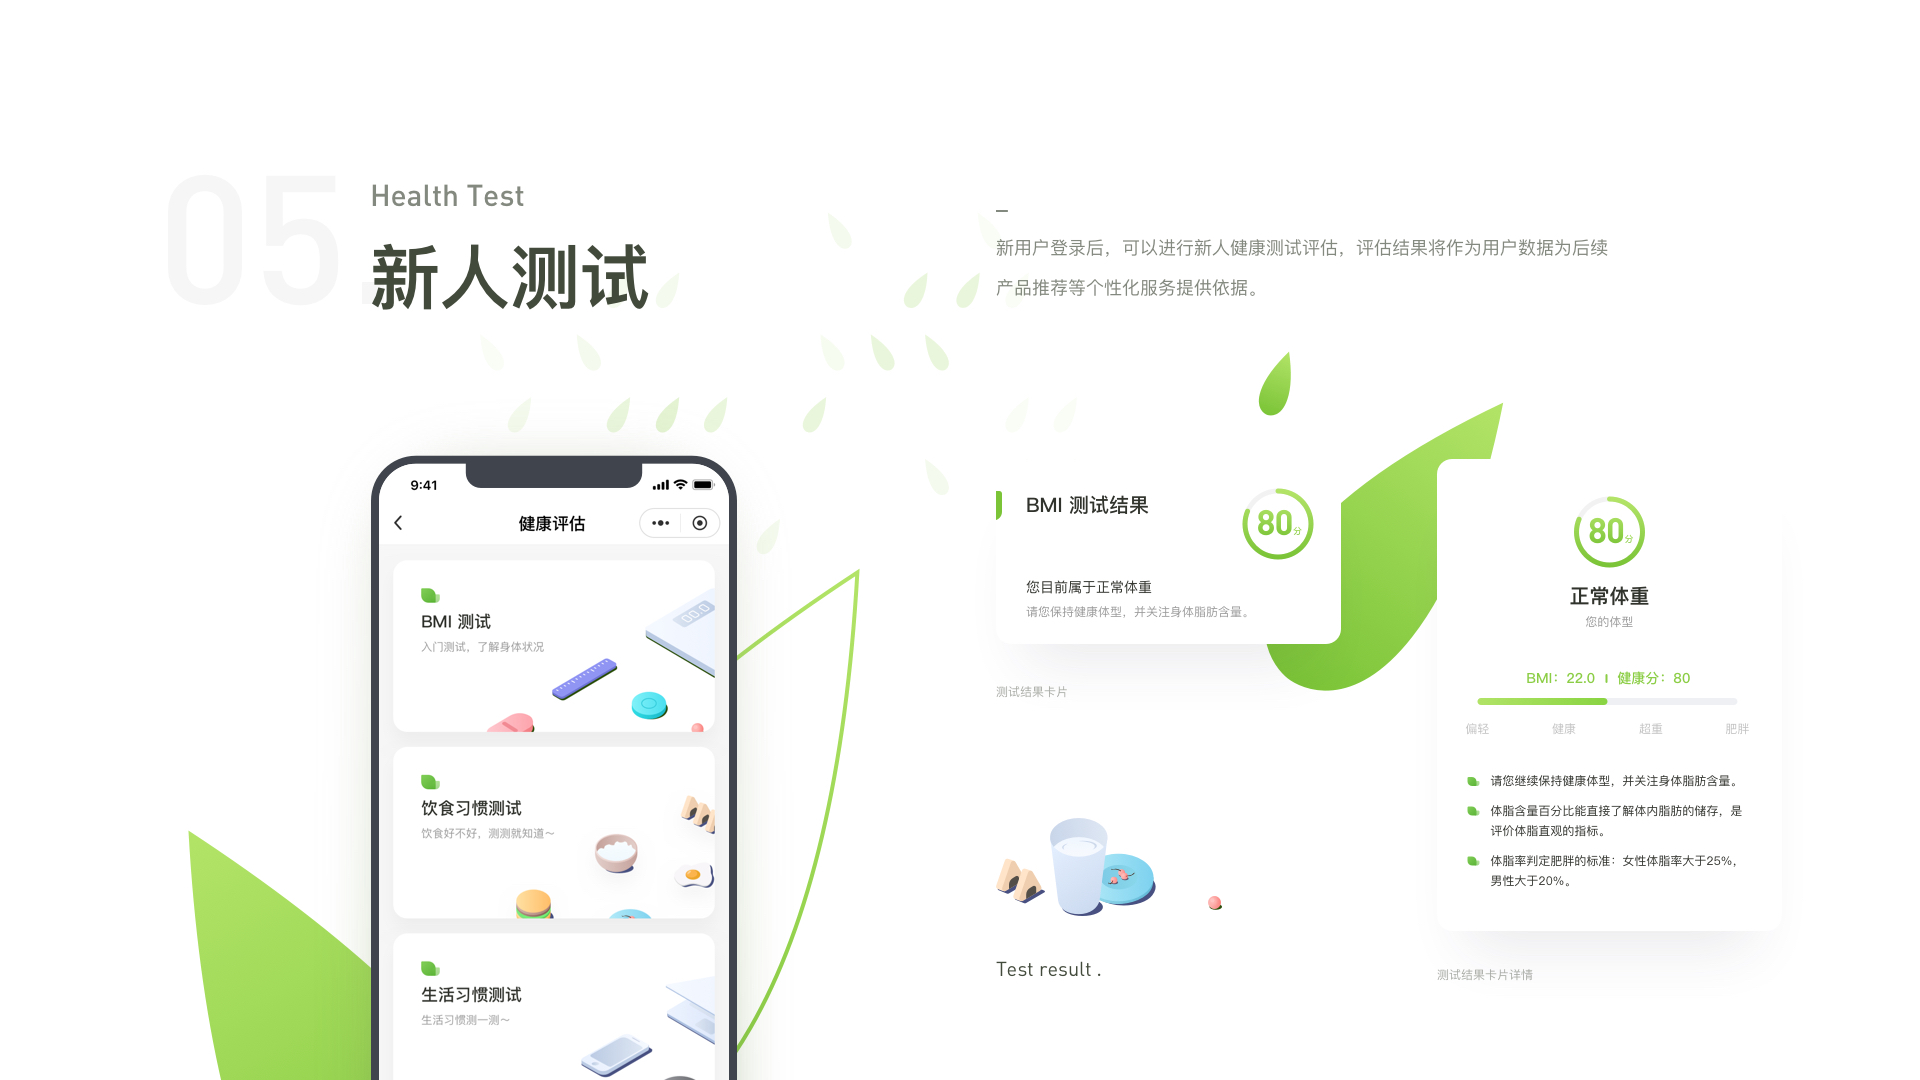 05.
Health Test
新人测试
新用户登录后，可以进行新人健康测试评估，评估结果将作为用户数据为后续
产品推荐等个性化服务提供依据。
9:41
健康评估
BMI 测试
入门测试，了解身体状况
00:0
饮食习惯测试
饮食好不好，测测就知道～
生活习惯测试
生活习惯测一测～
BMI 测试结果
80分
您目前属于正常体重
请您保持健康体型，并关注身体脂肪含量。
测试结果卡片
Test result .
80分
正常体重
您的体型
BMI：22.0 I 健康分：80
偏轻 健康 超重 肥胖
请您继续保持健康体型，并关注身体脂肪含量。
体脂含量百分比能直接了解体内脂肪的储存，是
评价体脂直观的指标。
体脂率判定肥胖的标准：女性体脂率大于25%，
男性大于20%。
测试结果卡片详情